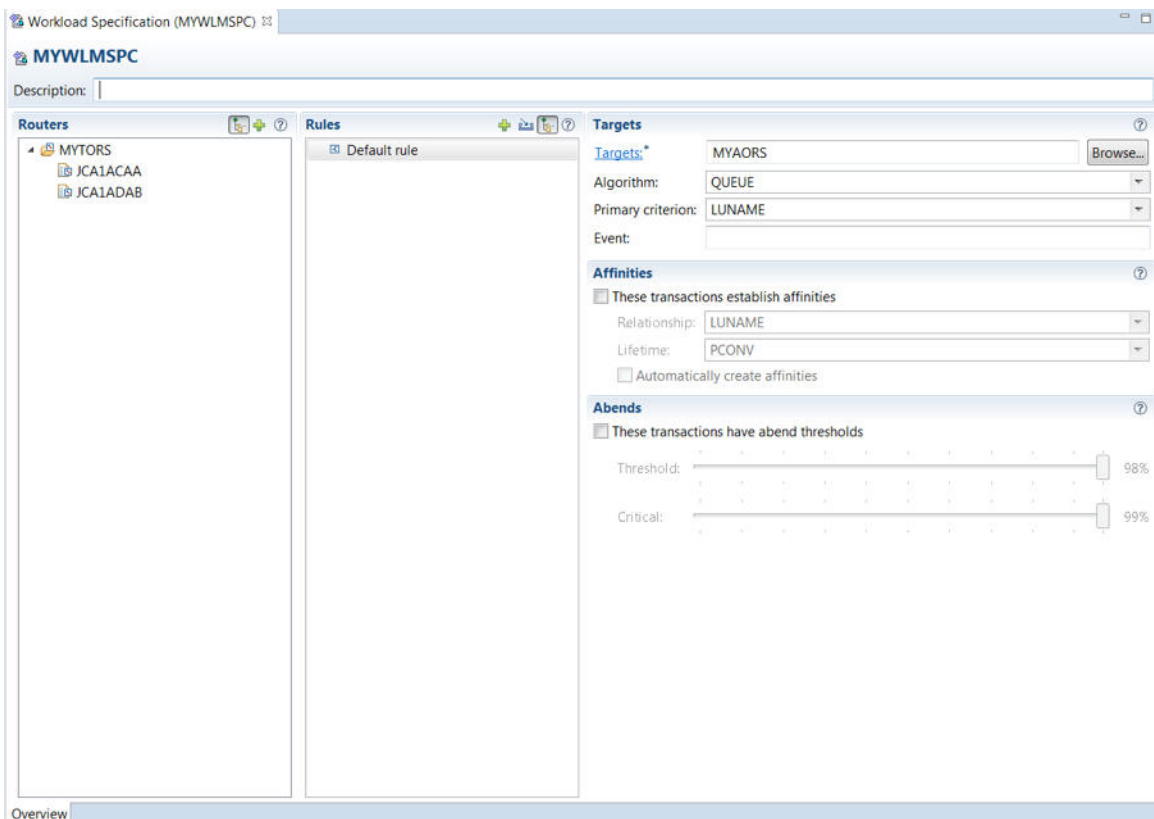 Workload Specification (MYWLMSPC)
MYWLMSPC
Description:
Routers
MYTORS
JCA1ACAA
JCA1ADAB
Rules
Default rule
Targets
Targets:* MYAORS Browse...
Algorithm: QUEUE
Primary criterion: LUNAME
Event:
Affinities
These transactions establish affinities
Relationship: LUNAME
Lifetime: PCONV
Automatically create affinities
Abends
These transactions have abend thresholds
Threshold: 98%
Critical: 99%
Overview